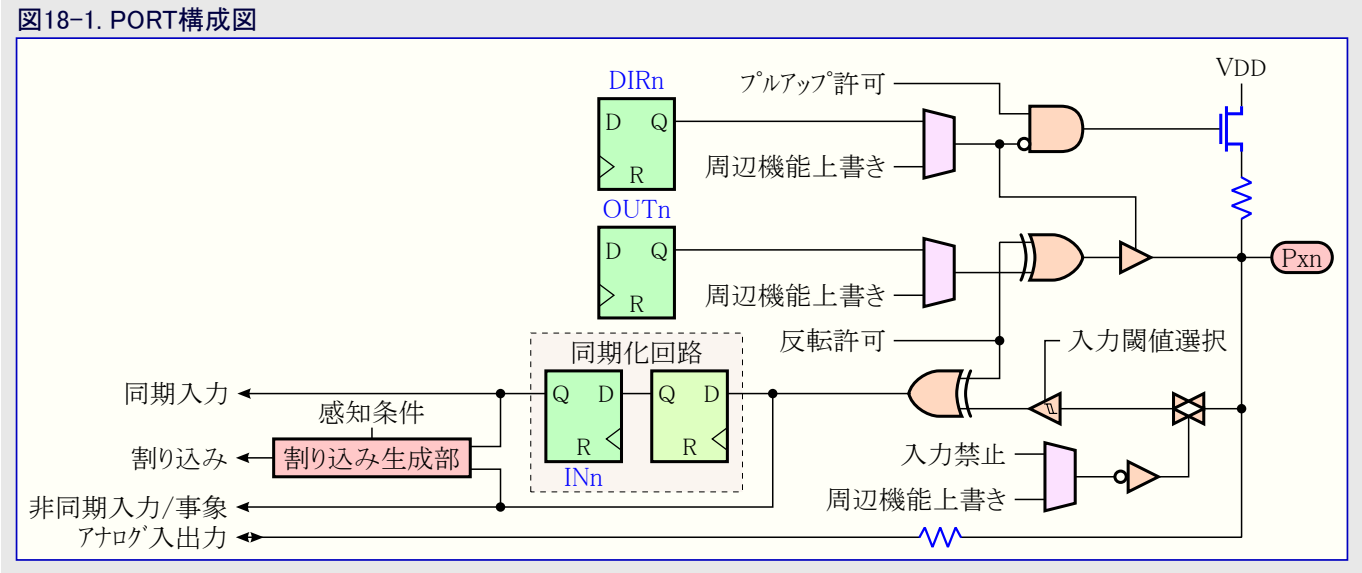 図18-1. PORT構成図
VDD
DIRn
プルアップ許可
D Q
R
周辺機能上書き
OUTn
D Q
R
周辺機能上書き
Pxn
反転許可
入力閾値選択
同期化回路
同期入力
Q D
R
Q D
R
INn
感知条件
割り込み
割り込み生成部
入力禁止
周辺機能上書き
非同期入力/事象
アナログ入出力